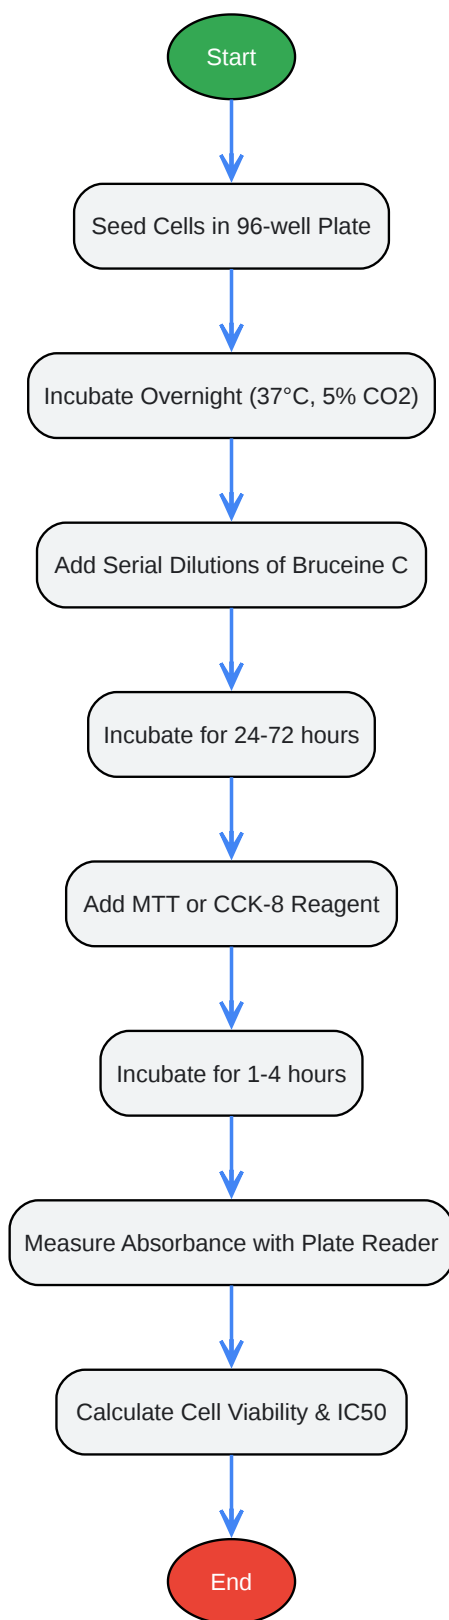 Start
Seed Cells in 96-well Plate
Incubate Overnight (37°C, 5% CO2)
Add Serial Dilutions of Bruceine C
Incubate for 24-72 hours
Add MTT or CCK-8 Reagent
Incubate for 1-4 hours
Measure Absorbance with Plate Reader
Calculate Cell Viability & IC50
End